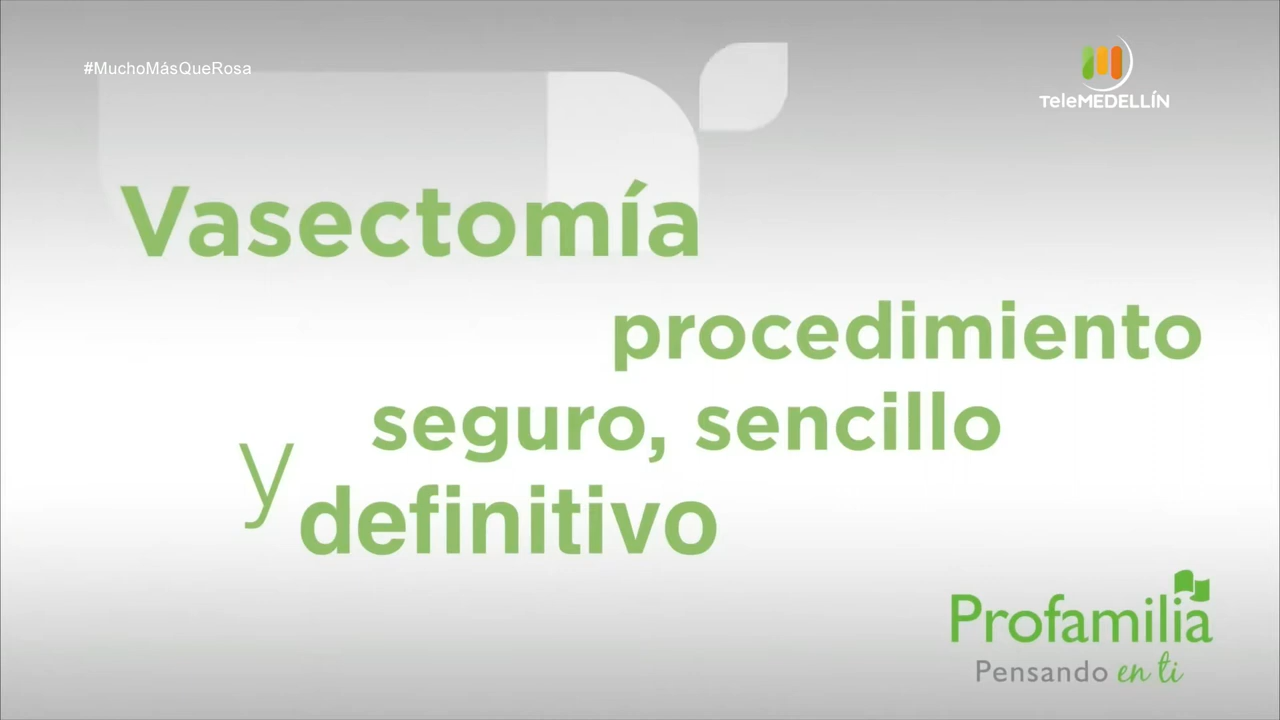 #MuchoMásQueRosa
TeleMEDELLÍN
Vasectomía
procedimiento
seguro, sencillo
y definitivo
Profamilia
Pensando en ti